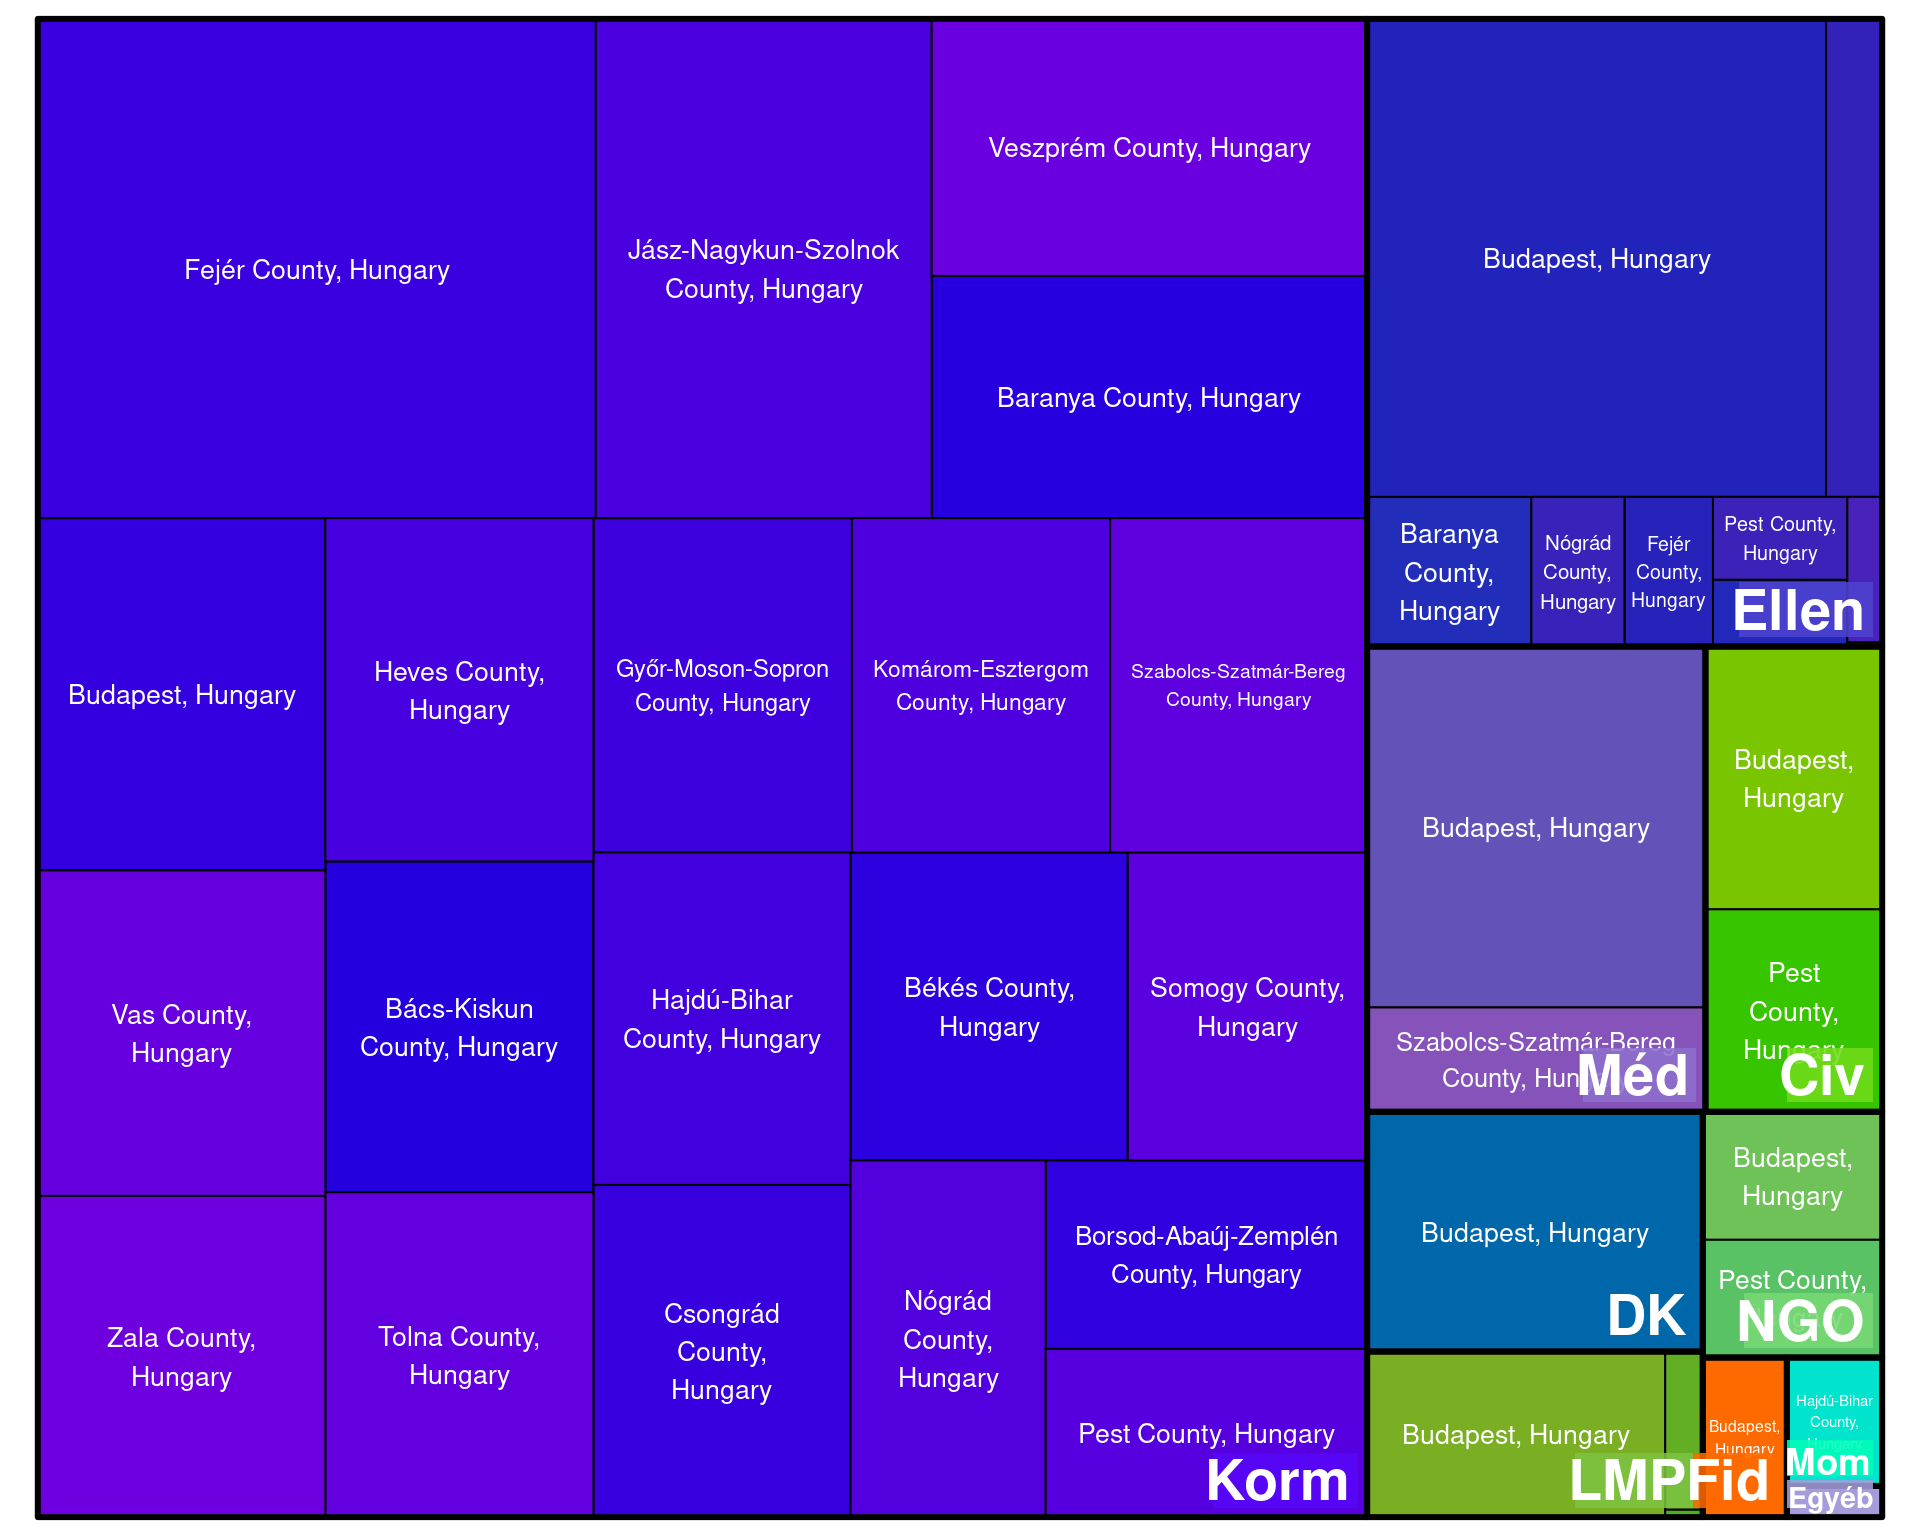 Fejér County, Hungary
Jász-Nagykun-Szolnok
County, Hungary
Veszprém County, Hungary
Baranya County, Hungary
Budapest, Hungary
Heves County,
Hungary
Győr-Moson-Sopron
County, Hungary
Komárom-Esztergom
County, Hungary
Szabolcs-Szatmár-Bereg
County, Hungary
Vas County,
Hungary
Bács-Kiskun
County, Hungary
Hajdú-Bihar
County, Hungary
Békés County,
Hungary
Somogy County,
Hungary
Zala County,
Hungary
Tolna County,
Hungary
Csongrád
County,
Hungary
Nógrád
County,
Hungary
Borsod-Abaúj-Zemplén
County, Hungary
Pest County, Hungary
Korm
Budapest, Hungary
Baranya
County,
Hungary
Nógrád
County,
Hungary
Fejér
County,
Hungary
Pest County,
Hungary
Ellen
Budapest, Hungary
Szabolcs-Szatmár-Bereg
County,
Méd
Budapest,
Hungary
Pest
County,
Hungary
Civ
Budapest, Hungary
DK
Budapest,
Hungary
Pest County,
NGO
Budapest, Hungary
LMP
Budapest,
Hungary
Fid
Hajdú-Bihar
County,
Hungary
Mom
Egyéb